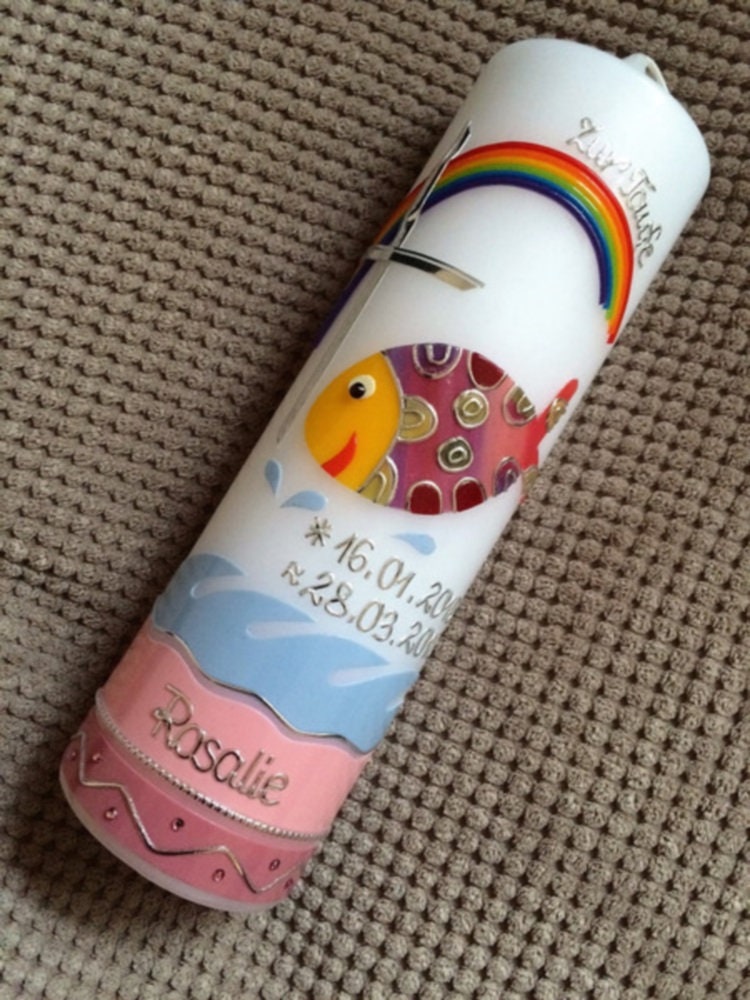 Zur Taufe
* 16.01.20
≈ 28.03.20
Rosalie